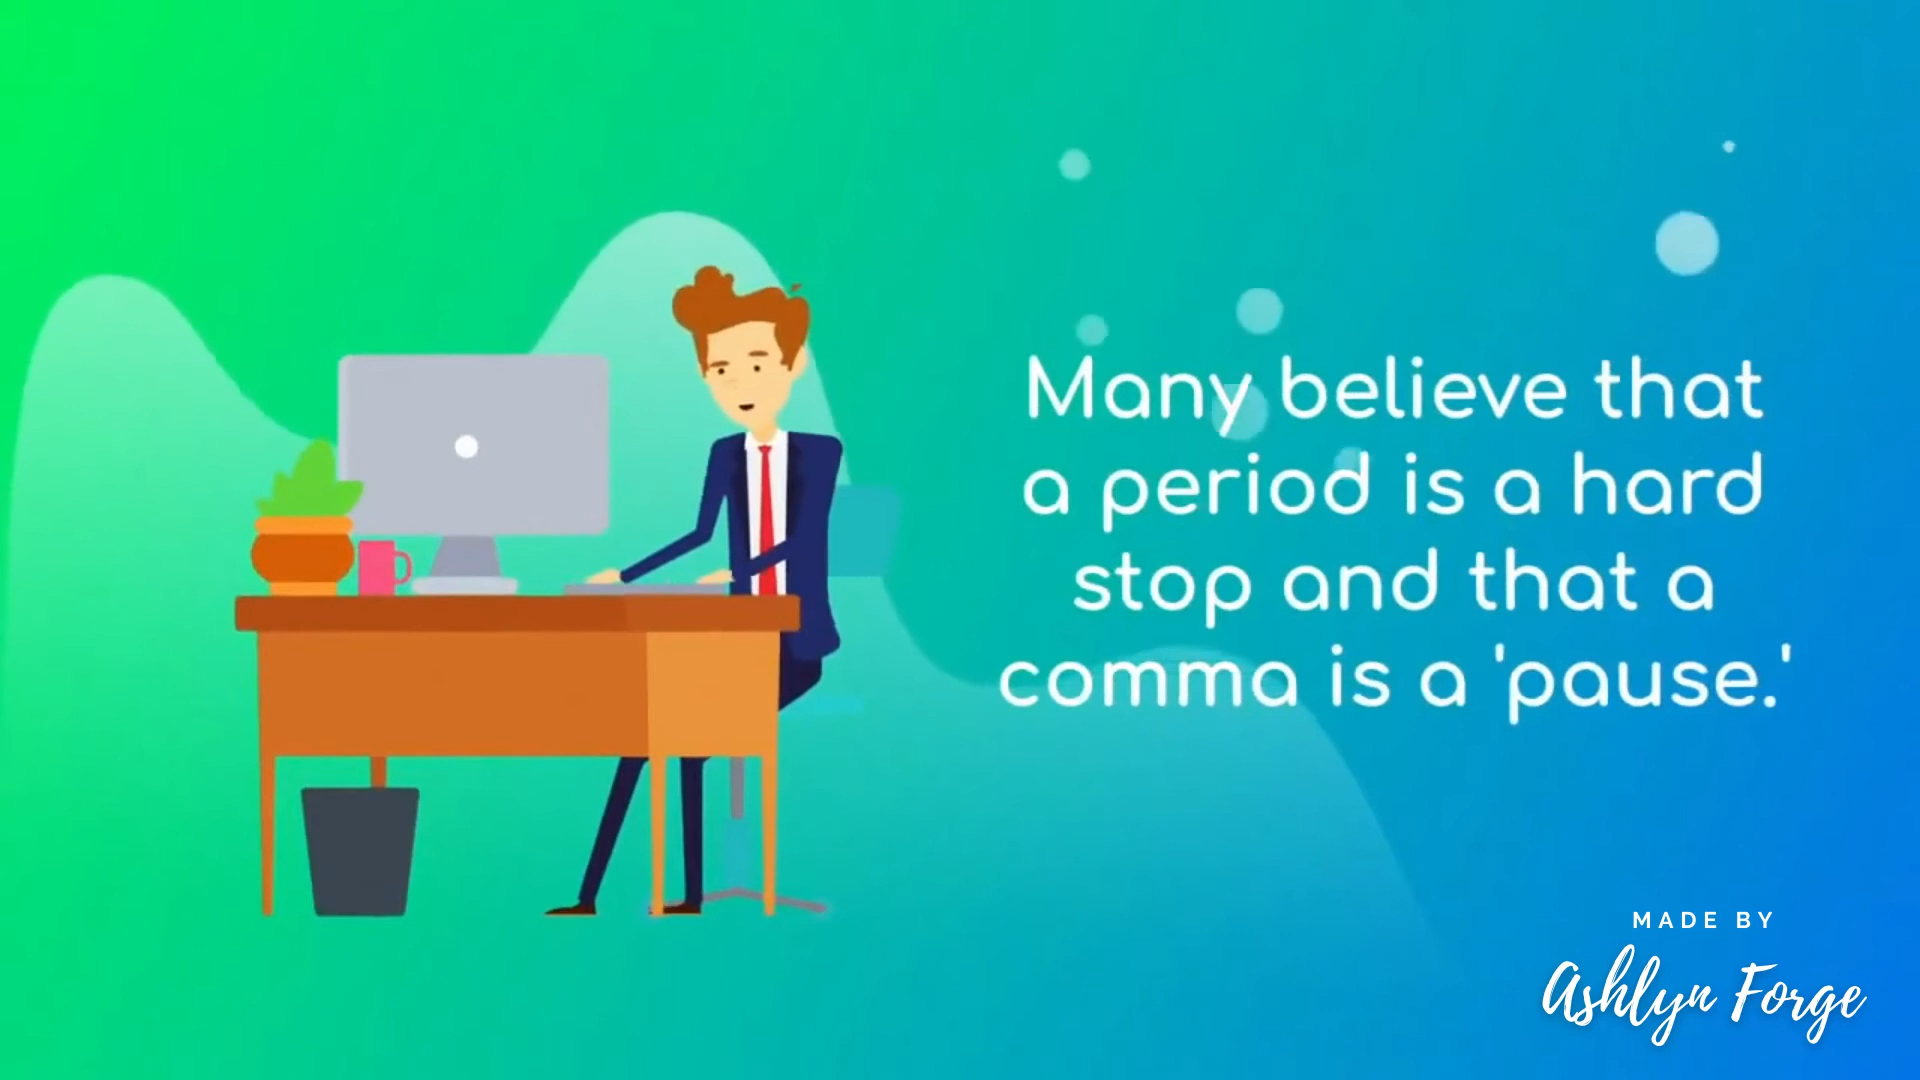 Many believe that
a period is a hard
stop and that a
comma is a 'pause.'
MADE BY
Ashlyn Forge